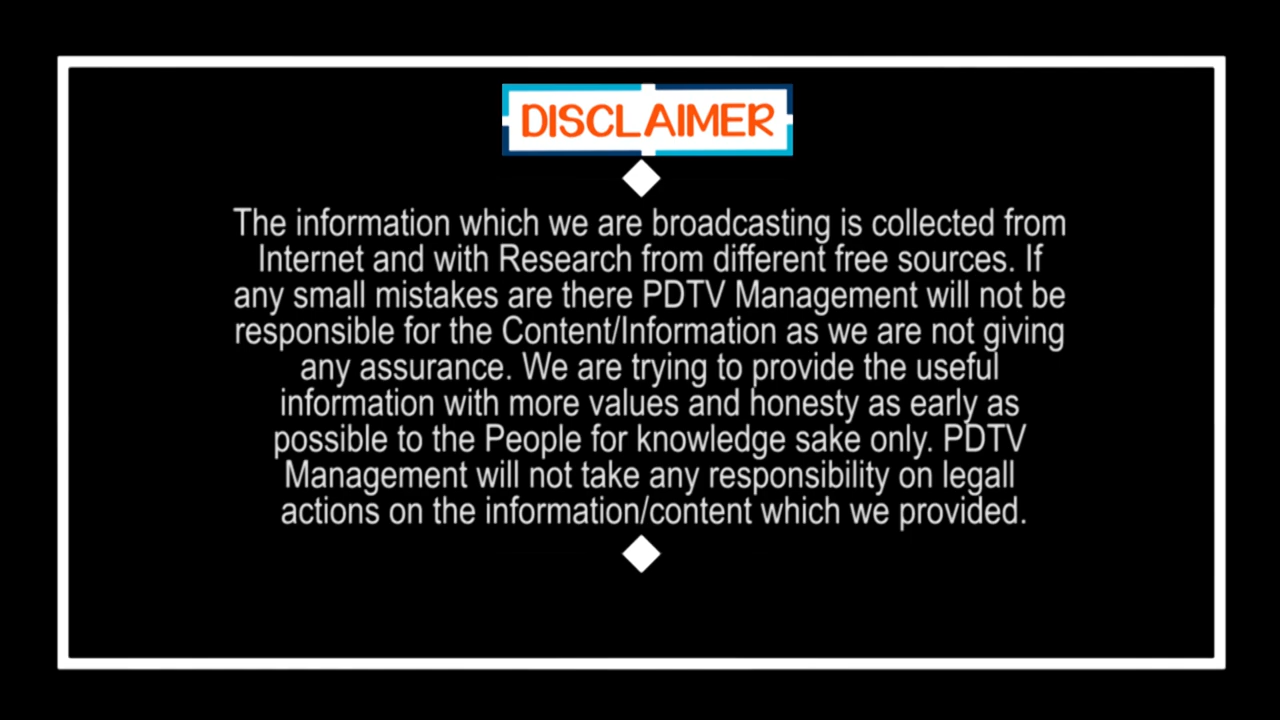 DISCLAIMER
The information which we are broadcasting is collected from
Internet and with Research from different free sources. If
any small mistakes are there PDTV Management will not be
responsible for the Content/Information as we are not giving
any assurance. We are trying to provide the useful
information with more values and honesty as early as
possible to the People for knowledge sake only. PDTV
Management will not take any responsibility on legall
actions on the information/content which we provided.